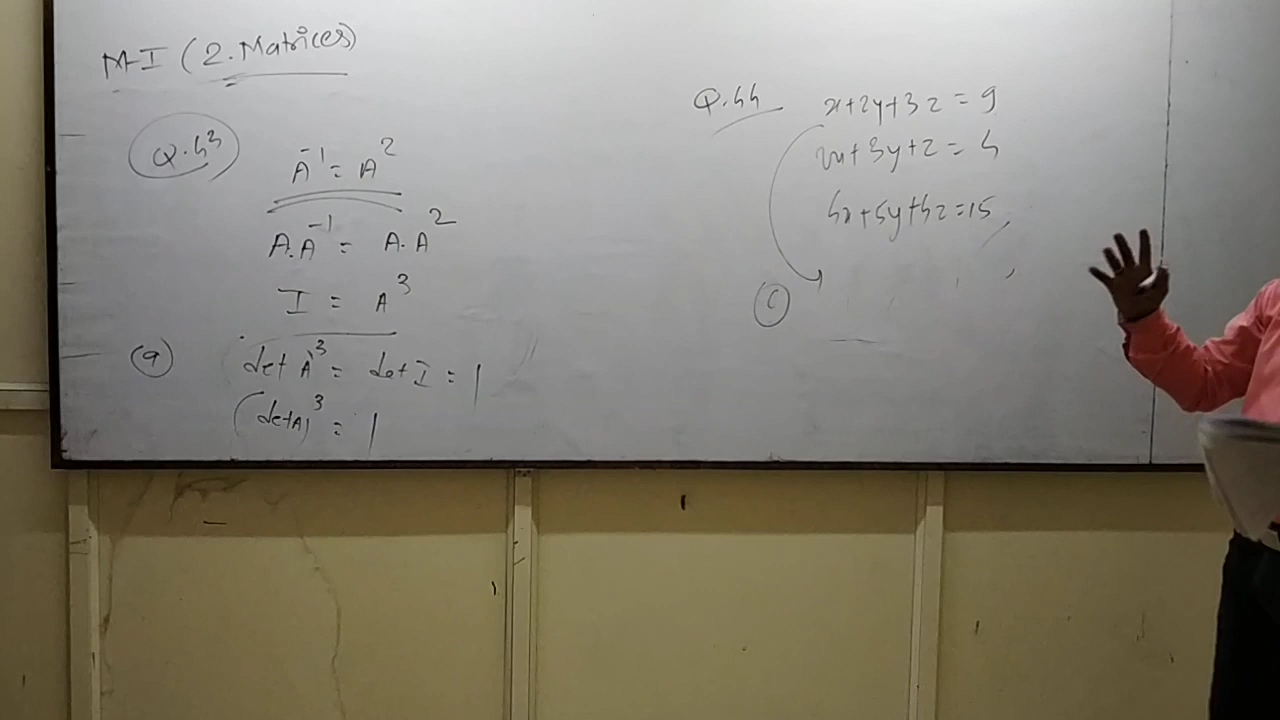 M-I (2. Matrices)
Q.43
A⁻¹ = A²
A.A⁻¹ = A.A²
I = A³
(a)
det A³ = det I = 1
(det A)³ = 1
Q.44
x+2y+3z = 9
2x+3y+z = 4
4x+5y+4z = 15
(c)